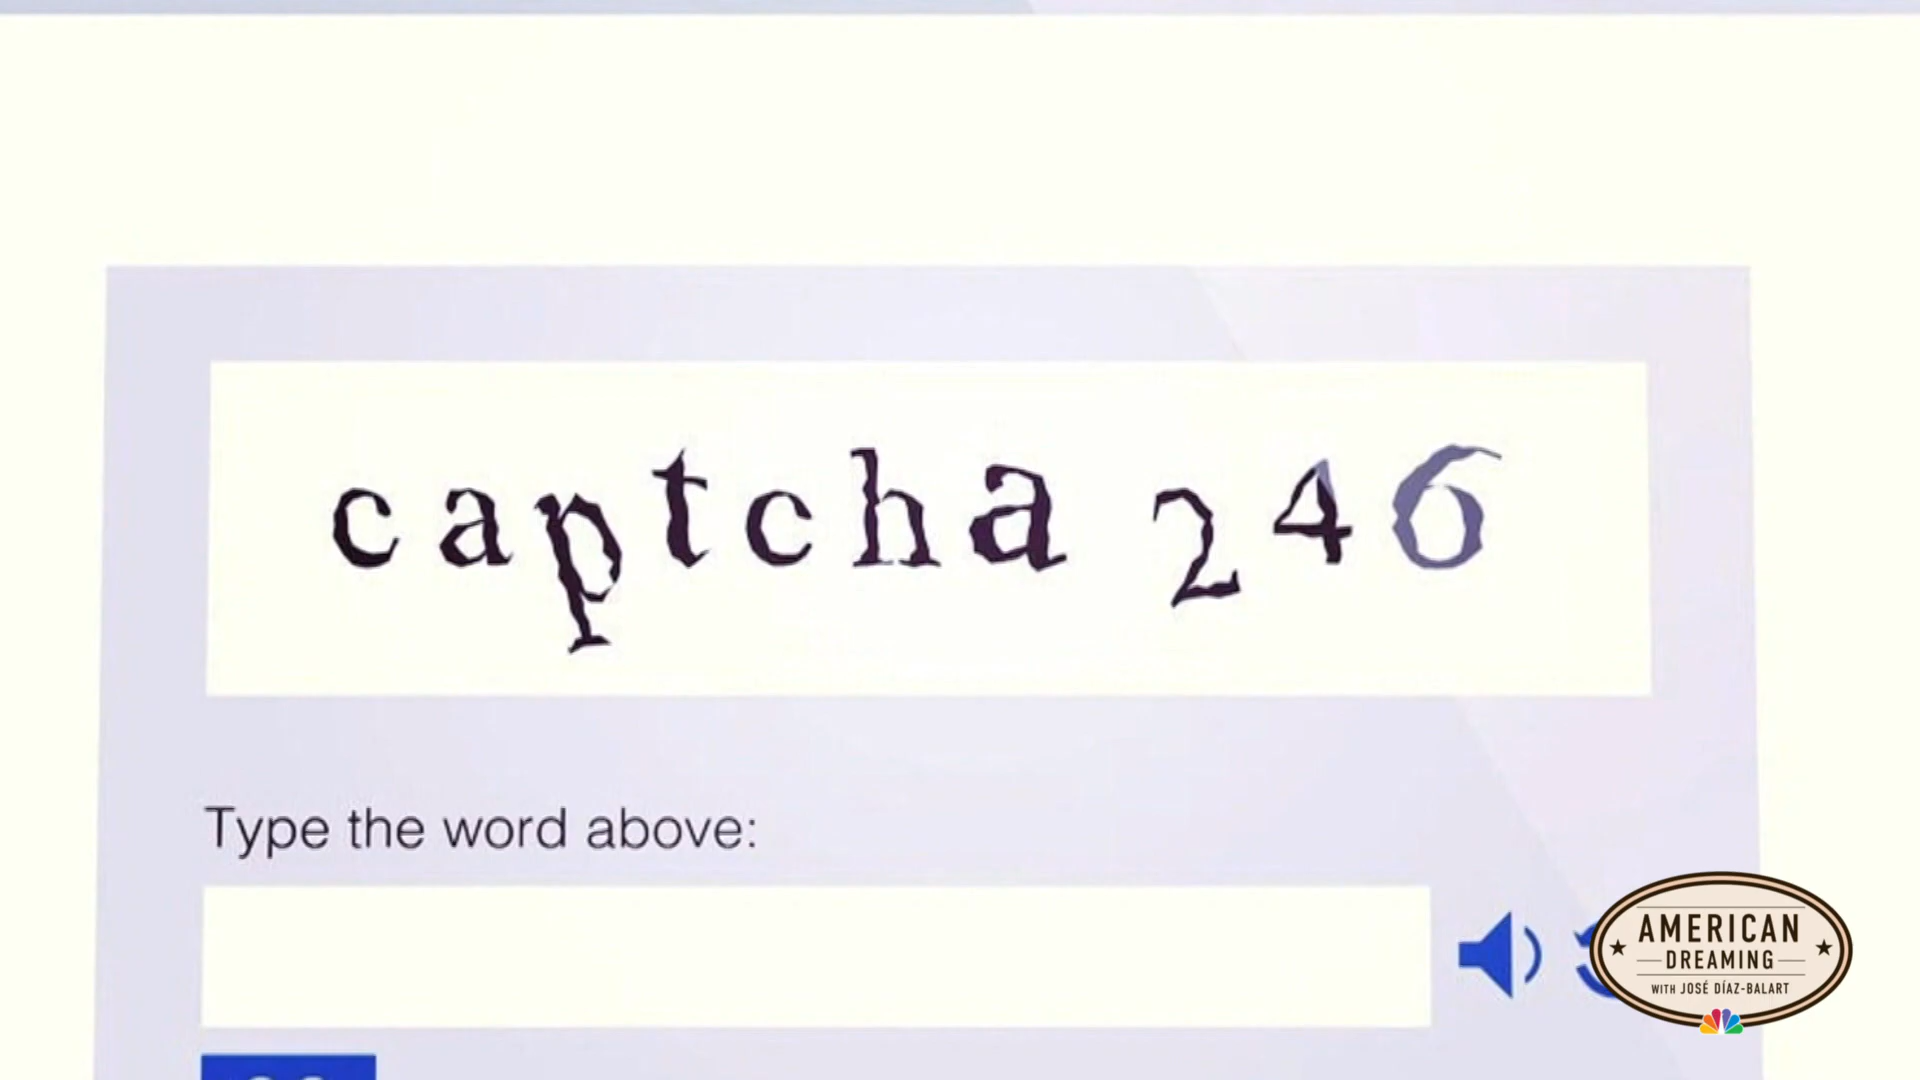 captcha 246
Type the word above:
AMERICAN
DREAMING
WITH JOSÉ DÍAZ-BALART